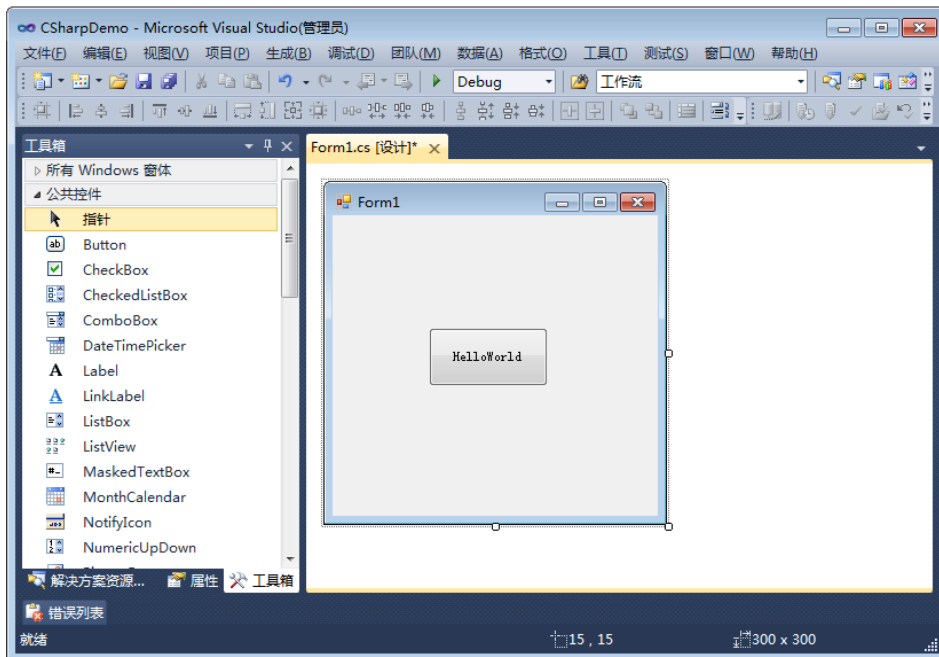 CSharpDemo - Microsoft Visual Studio(管理员)
文件(F) 编辑(E) 视图(V) 项目(P) 生成(B) 调试(D) 团队(M) 数据(A) 格式(O) 工具(T) 测试(S) 窗口(W) 帮助(H)
Debug 工作流
工具箱
Form1.cs [设计]*
所有 Windows 窗体
公共控件
指针
ab Button
CheckBox
CheckedListBox
ComboBox
DateTimePicker
A Label
A LinkLabel
ListBox
ListView
MaskedTextBox
MonthCalendar
NotifyIcon
NumericUpDown
Form1
HelloWorld
解决方案资源... 属性 工具箱
错误列表
就绪 15 , 15 300 x 300